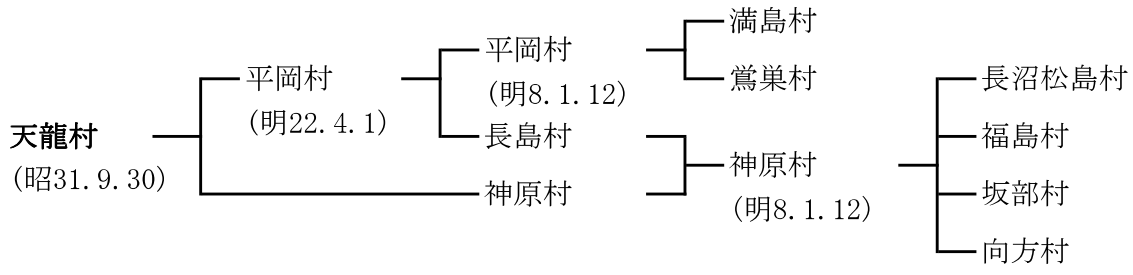 天龍村
(昭31.9.30)
平岡村
(明22.4.1)
神原村
平岡村
(明8.1.12)
長島村
満島村
鴬巣村
神原村
(明8.1.12)
長沼松島村
福島村
坂部村
向方村